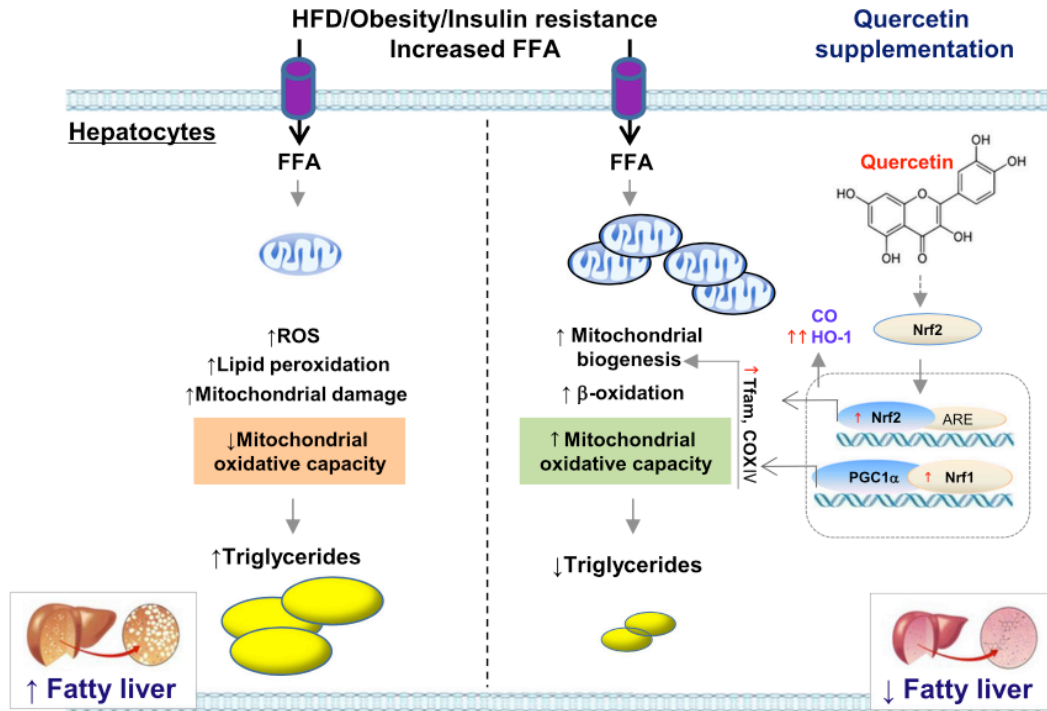 HFD/Obesity/Insulin resistance
Increased FFA
Quercetin
supplementation
Hepatocytes
FFA
↑ROS
↑Lipid peroxidation
↑Mitochondrial damage
↓Mitochondrial
oxidative capacity
↑Triglycerides
↑ Fatty liver
FFA
↑ Mitochondrial
biogenesis
↑ β-oxidation
↑ Mitochondrial
oxidative capacity
↓Triglycerides
↑Tfam, COXIV
CO
↑↑ HO-1
Quercetin
OH
OH
HO
O
OH
OH
O
Nrf2
↑ Nrf2
ARE
PGC1α
↑ Nrf1
↓ Fatty liver